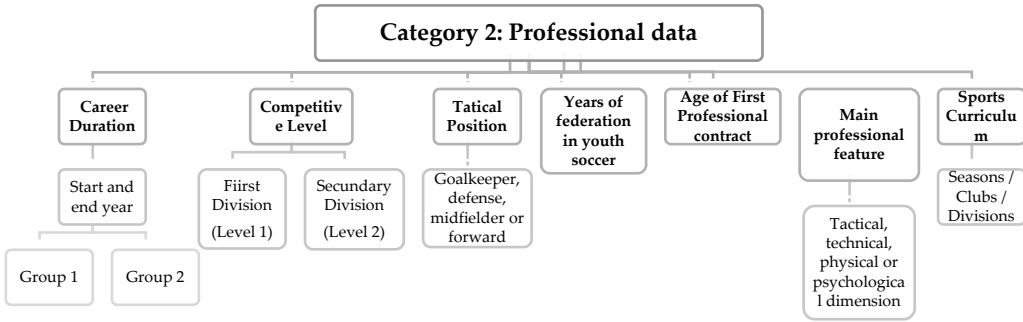 Category 2: Professional data
Career
Duration
Competitiv
e Level
Tatical
Position
Years of
federation
in youth
soccer
Age of First
Professional
contract
Main
professional
feature
Sports
Curriculu
m
Start and
end year
Fiirst
Division
(Level 1)
Secundary
Division
(Level 2)
Goalkeeper,
defense,
midfielder or
forward
Tactical,
technical,
physical or
psychologica
l dimension
Seasons /
Clubs /
Divisions
Group 1
Group 2